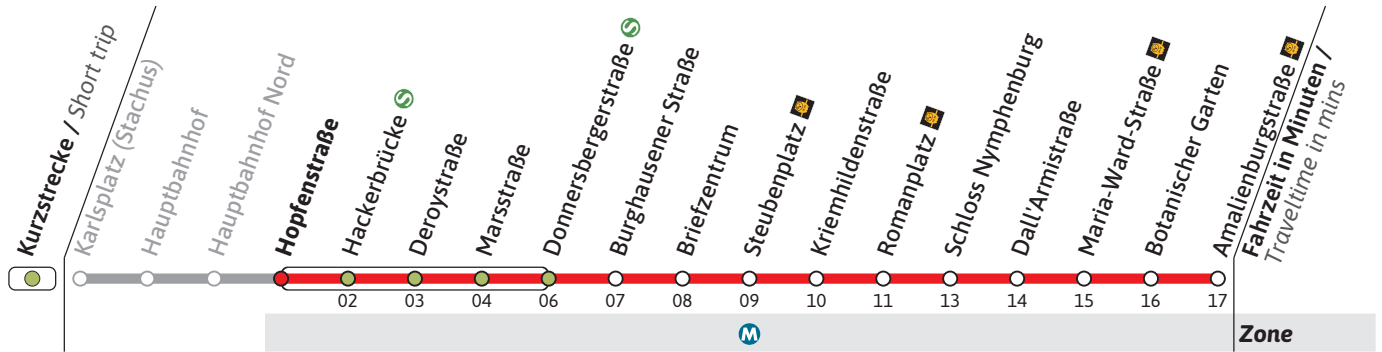 Kurzstrecke / Short trip
Karlsplatz (Stachus)
Hauptbahnhof
Hauptbahnhof Nord
Hopfenstraße
Hackerbrücke S
Deroystraße
Marsstraße
Donnersbergerstraße S
Burghausener Straße
Briefzentrum
Steubenplatz
Kriemhildenstraße
Romanplatz
Schloss Nymphenburg
Dall'Armistraße
Maria-Ward-Straße
Botanischer Garten
Amalienburgstraße
Fahrzeit in Minuten /
Traveltime in mins
02 03 04 06 07 08 09 10 11 13 14 15 16 17
M Zone